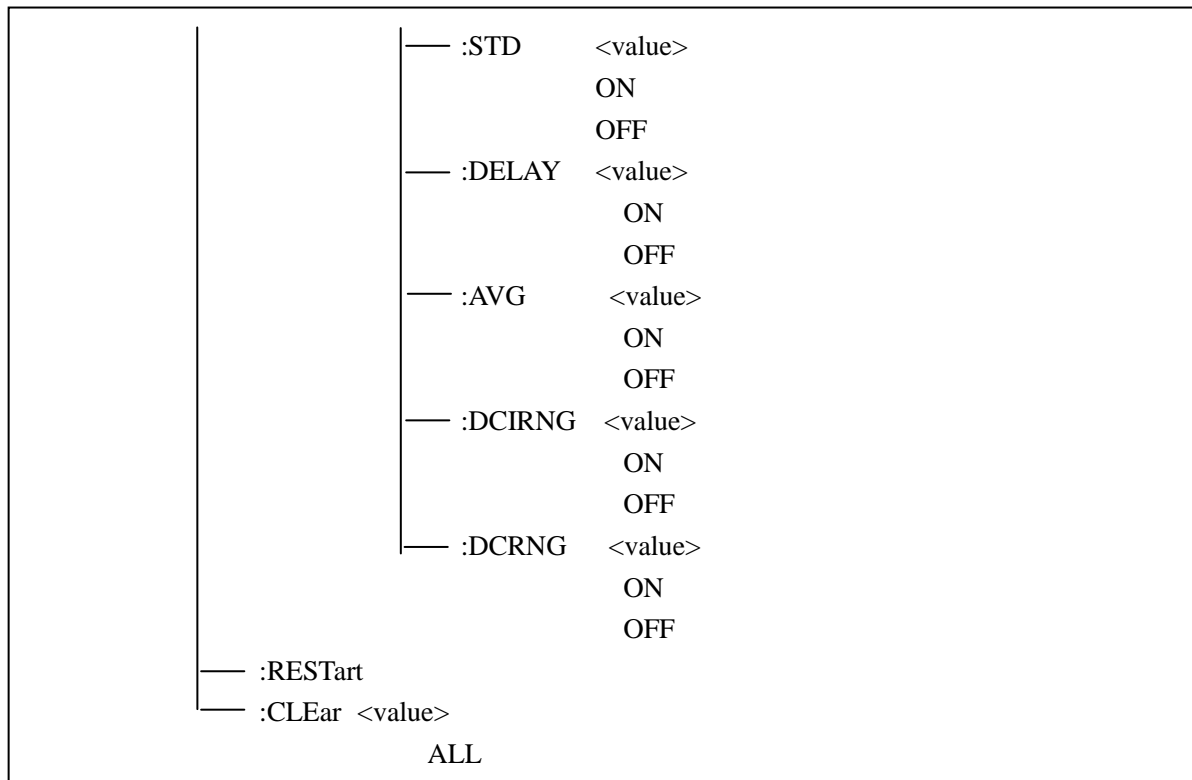 :STD <value>
ON
OFF
:DELAY <value>
ON
OFF
:AVG <value>
ON
OFF
:DCIRNG <value>
ON
OFF
:DCRNG <value>
ON
OFF
:RESTart
:CLEar <value>
ALL